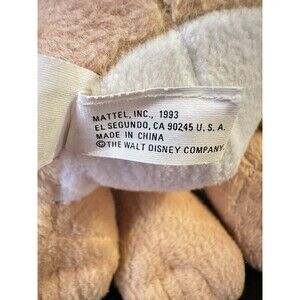 MATTEL, INC., 1993
EL SEGUNDO, CA 90245 U.S.A.
MADE IN CHINA
©THE WALT DISNEY COMPANY